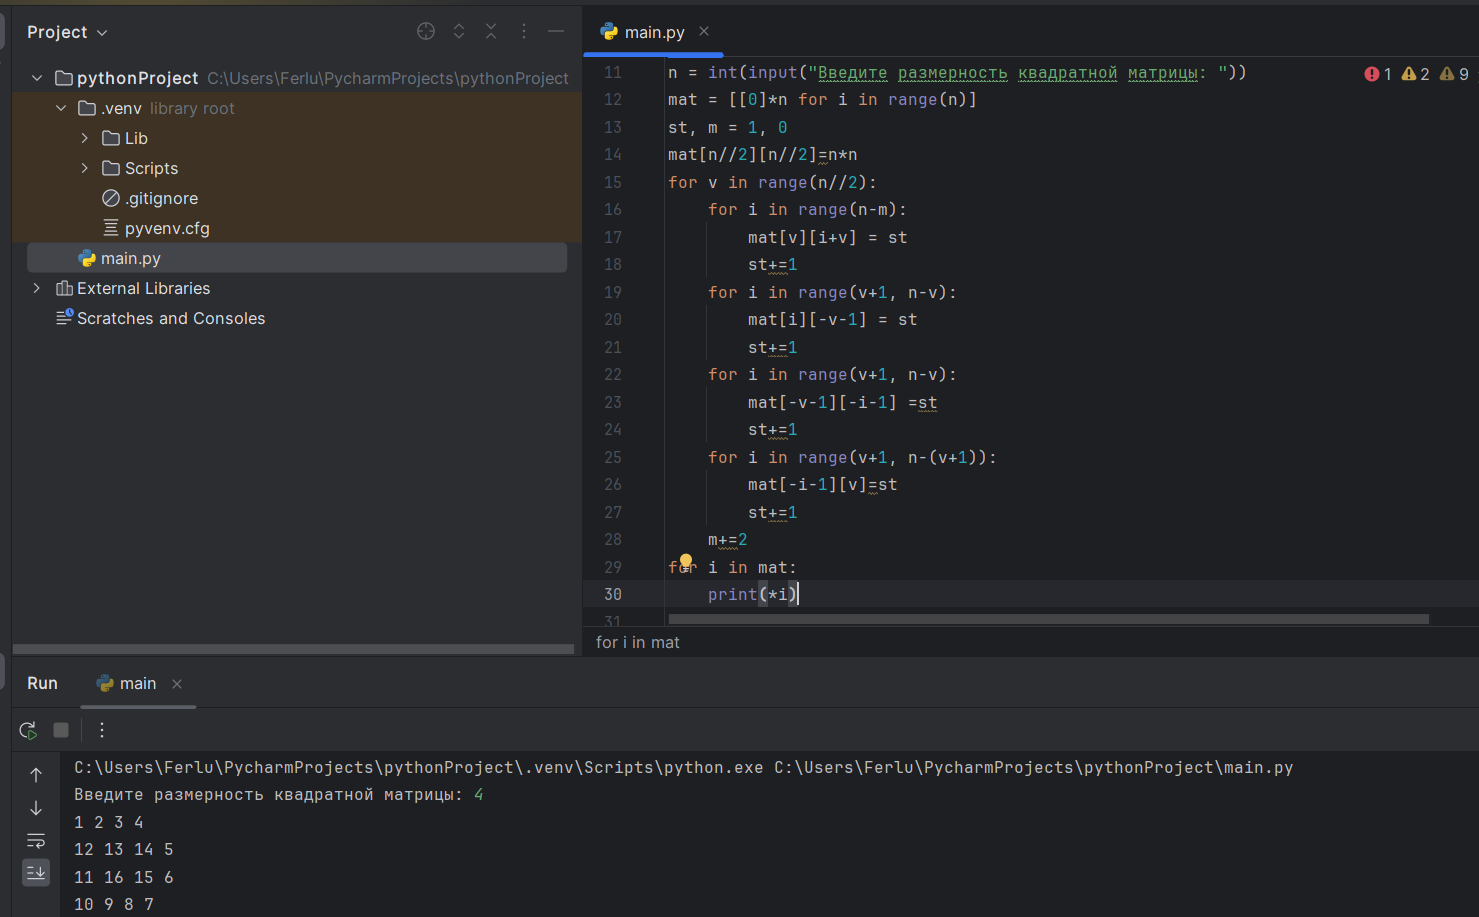 Project
main.py
pythonProject C:\Users\Ferlu\PycharmProjects\pythonProject
.venv library root
Lib
Scripts
.gitignore
pyvenv.cfg
main.py
External Libraries
Scratches and Consoles
1 2 9
11 n = int(input("Введите размерность квадратной матрицы: "))
12 mat = [[0]*n for i in range(n)]
13 st, m = 1, 0
14 mat[n//2][n//2]=n*n
15 for v in range(n//2):
16 for i in range(n-m):
17 mat[v][i+v] = st
18 st+=1
19 for i in range(v+1, n-v):
20 mat[i][-v-1] = st
21 st+=1
22 for i in range(v+1, n-v):
23 mat[-v-1][-i-1] =st
24 st+=1
25 for i in range(v+1, n-(v+1)):
26 mat[-i-1][v]=st
27 st+=1
28 m+=2
29 for i in mat:
30 print(*i)
31
for i in mat
Run main
C:\Users\Ferlu\PycharmProjects\pythonProject\.venv\Scripts\python.exe C:\Users\Ferlu\PycharmProjects\pythonProject\main.py
Введите размерность квадратной матрицы: 4
1 2 3 4
12 13 14 5
11 16 15 6
10 9 8 7